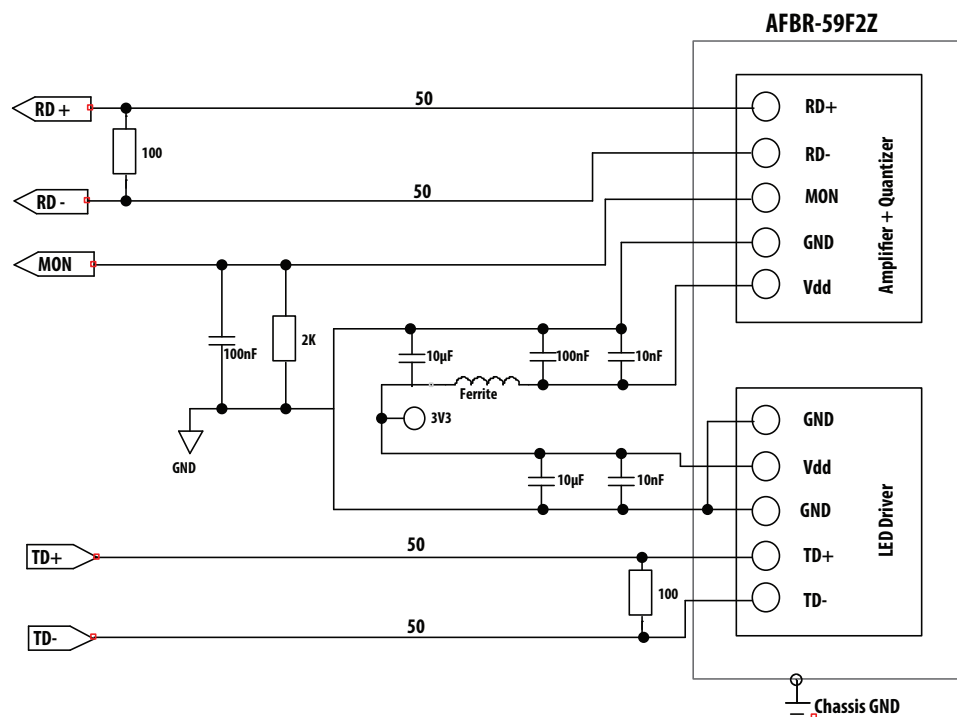 AFBR-59F2Z
RD +
50
RD+
100
RD-
RD -
50
MON
MON
GND
Vdd
Amplifier + Quantizer
100nF
2K
10µF
100nF
10nF
Ferrite
3V3
GND
GND
Vdd
10µF
10nF
GND
LED Driver
TD+
50
TD+
100
TD-
TD-
50
Chassis GND